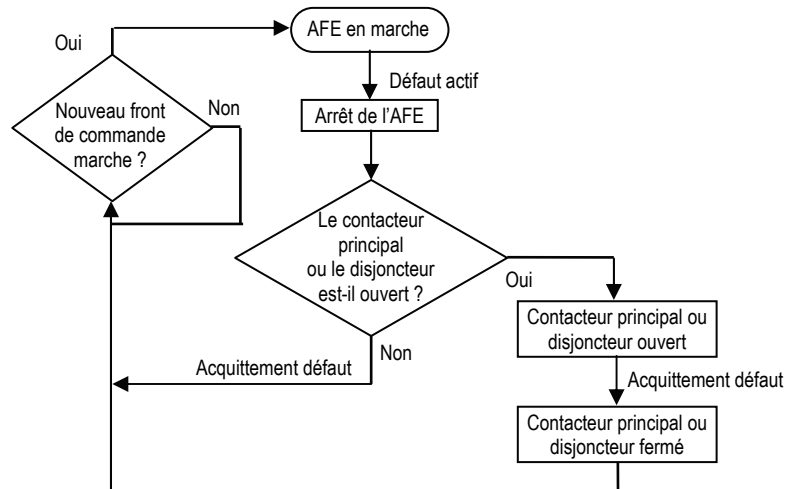 Oui
AFE en marche
Défaut actif
Nouveau front
de commande
marche ?
Non
Arrêt de l'AFE
Le contacteur
principal
ou le disjoncteur
est-il ouvert ?
Oui
Contacteur principal ou
disjoncteur ouvert
Non
Acquittement défaut
Acquittement défaut
Contacteur principal ou
disjoncteur fermé